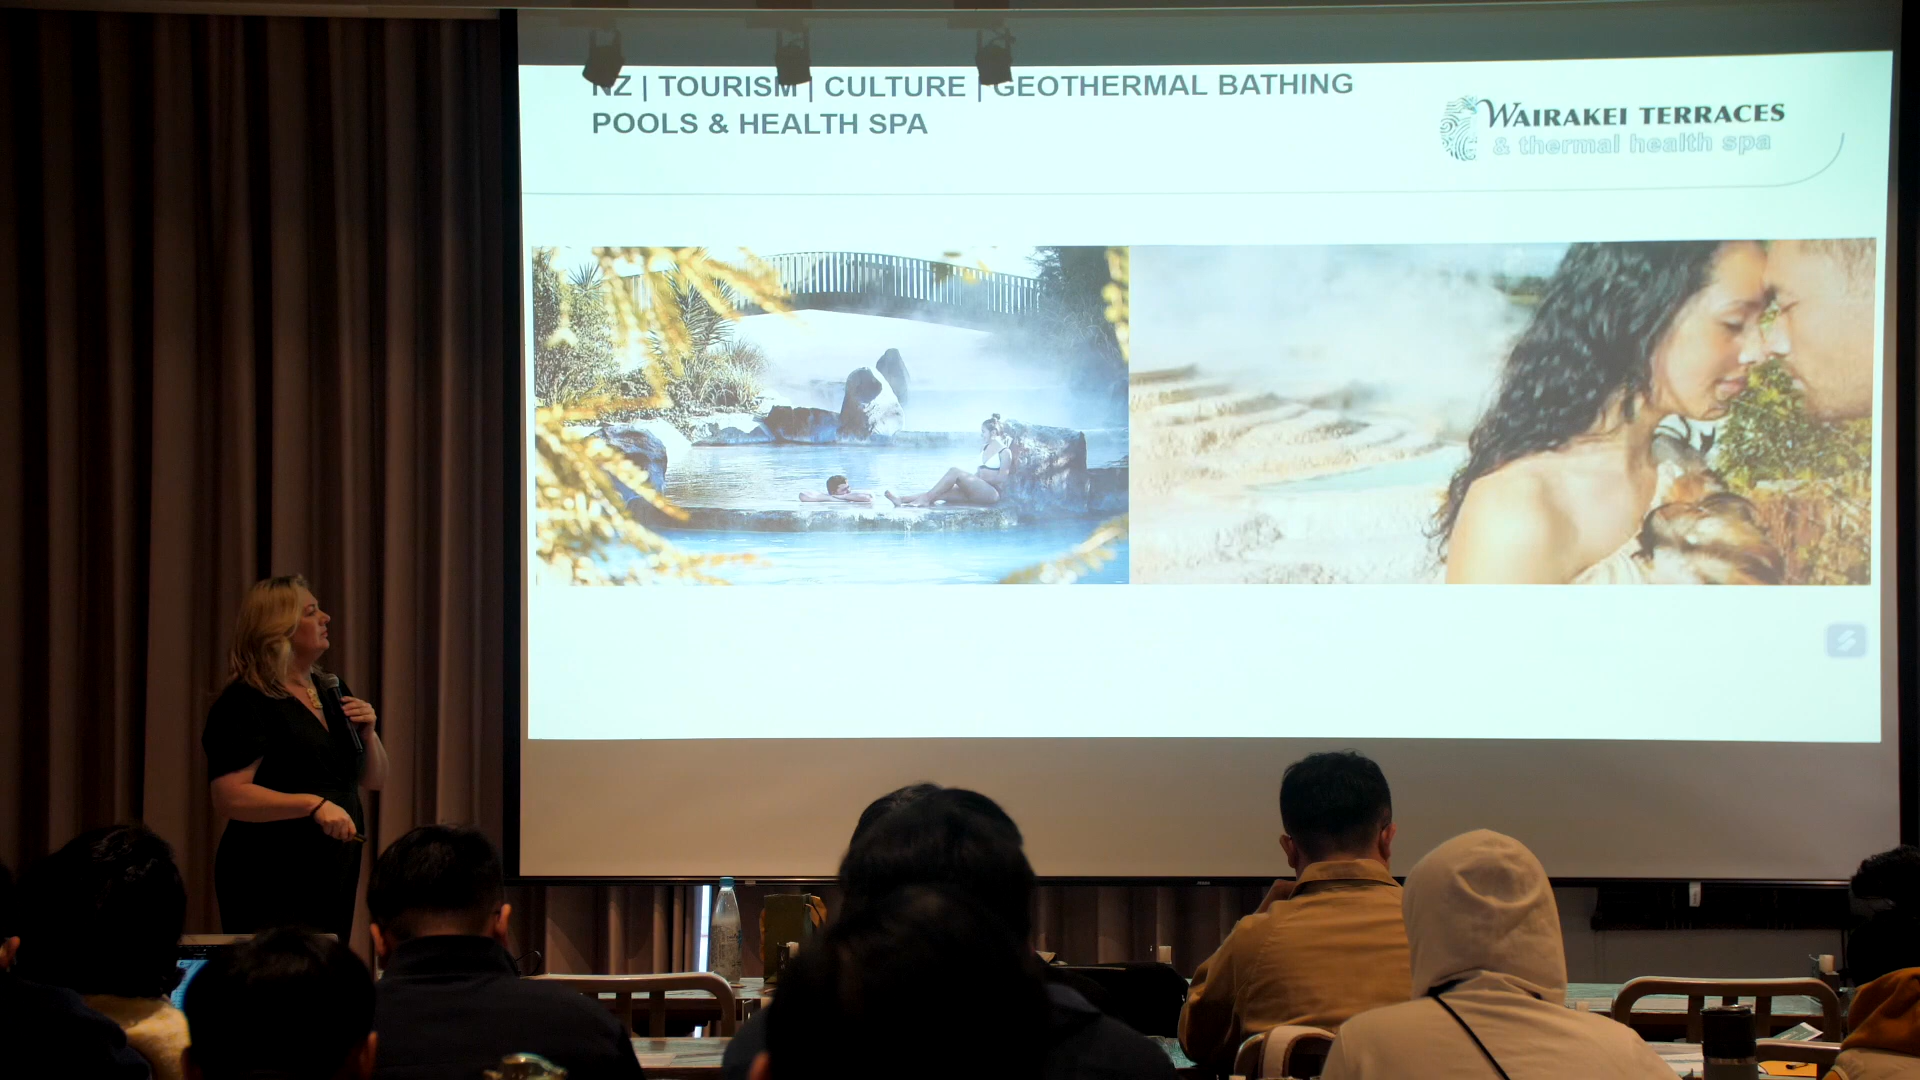 NZ | TOURISM | CULTURE | GEOTHERMAL BATHING
POOLS & HEALTH SPA
WAIRAKEI TERRACES
& thermal health spa